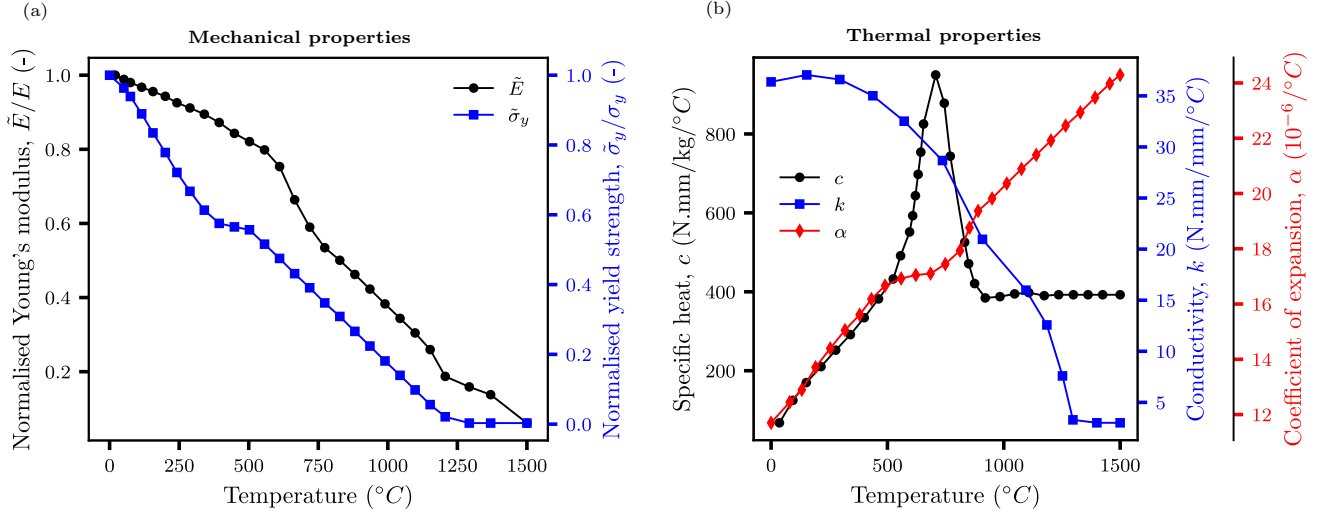 (a)
Mechanical properties
Normalised Young's modulus, Ẽ/E (-)
1.0
0.8
0.6
0.4
0.2
Ẽ
σ̃y
1.0
0.8
0.6
0.4
0.2
0.0
Normalised yield strength, σ̃y/σy (-)
0 250 500 750 1000 1250 1500
Temperature (°C)
(b)
Thermal properties
Specific heat, c (N.mm/kg/°C)
800
600
400
200
c
k
α
35
30
25
20
15
10
5
Conductivity, k (N.mm/mm/°C)
24
22
20
18
16
14
12
Coefficient of expansion, α (10⁻⁶/°C)
0 500 1000 1500
Temperature (°C)